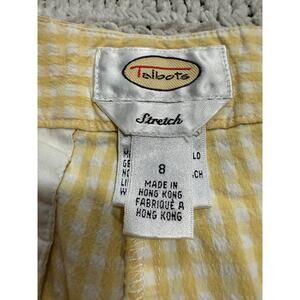 Talbots
Stretch
8
MADE IN
HONG KONG
FABRIQUÉ A
HONG KONG